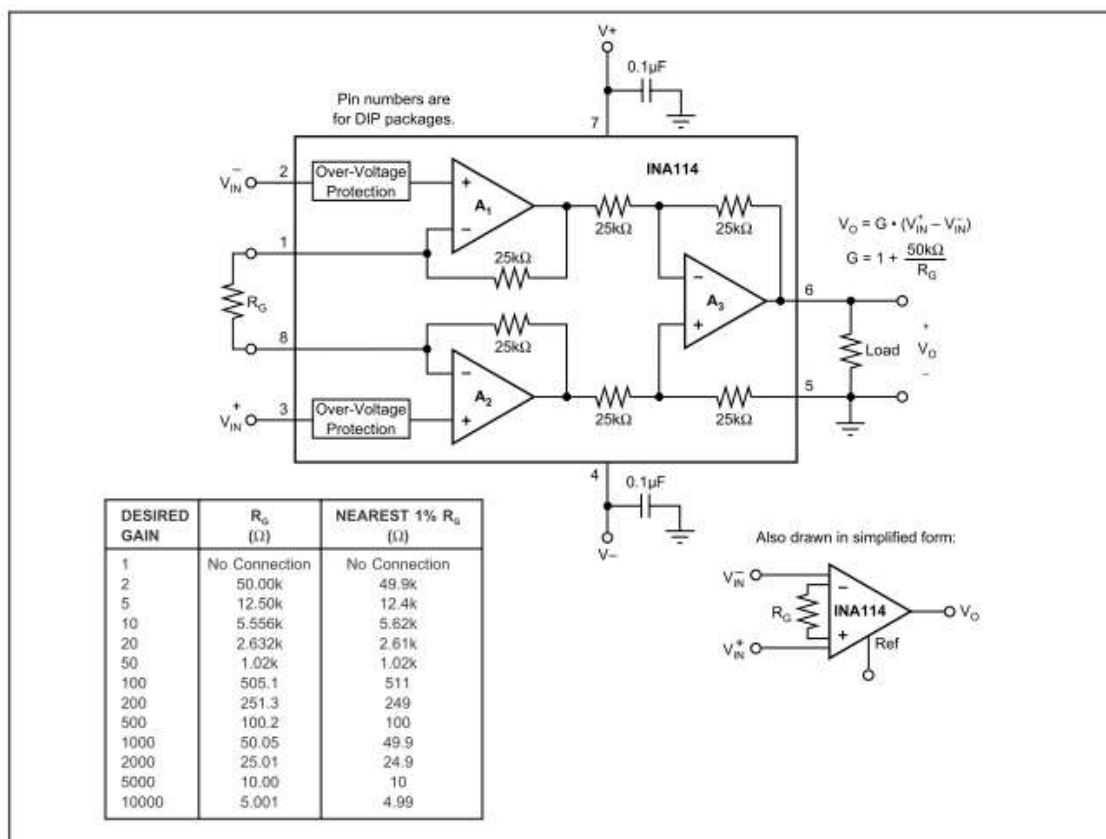 V+
0.1µF
Pin numbers are
for DIP packages.
7
INA114
2
V⁻IN
Over-Voltage
Protection
+
A1
−
25kΩ
25kΩ
25kΩ
1
RG
8
25kΩ
−
A2
+
3
V⁺IN
Over-Voltage
Protection
−
A3
+
6
25kΩ
25kΩ
5
VO = G • (V⁺IN – V⁻IN)
G = 1 + 50kΩ
RG
Load
+
VO
-
4
0.1µF
V−
DESIRED GAIN RG (Ω) NEAREST 1% RG (Ω)
1 No Connection No Connection
2 50.00k 49.9k
5 12.50k 12.4k
10 5.556k 5.62k
20 2.632k 2.61k
50 1.02k 1.02k
100 505.1 511
200 251.3 249
500 100.2 100
1000 50.05 49.9
2000 25.01 24.9
5000 10.00 10
10000 5.001 4.99
Also drawn in simplified form:
V⁻IN
−
RG
INA114
VO
+
V⁺IN
Ref